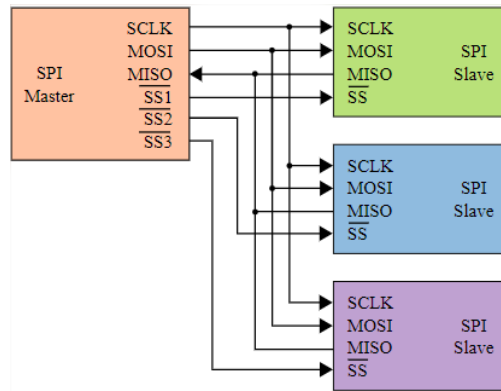 SPI
Master
SCLK
MOSI
MISO
SS1
SS2
SS3
SCLK
MOSI
MISO
SS
SPI
Slave
SCLK
MOSI
MISO
SS
SPI
Slave
SCLK
MOSI
MISO
SS
SPI
Slave